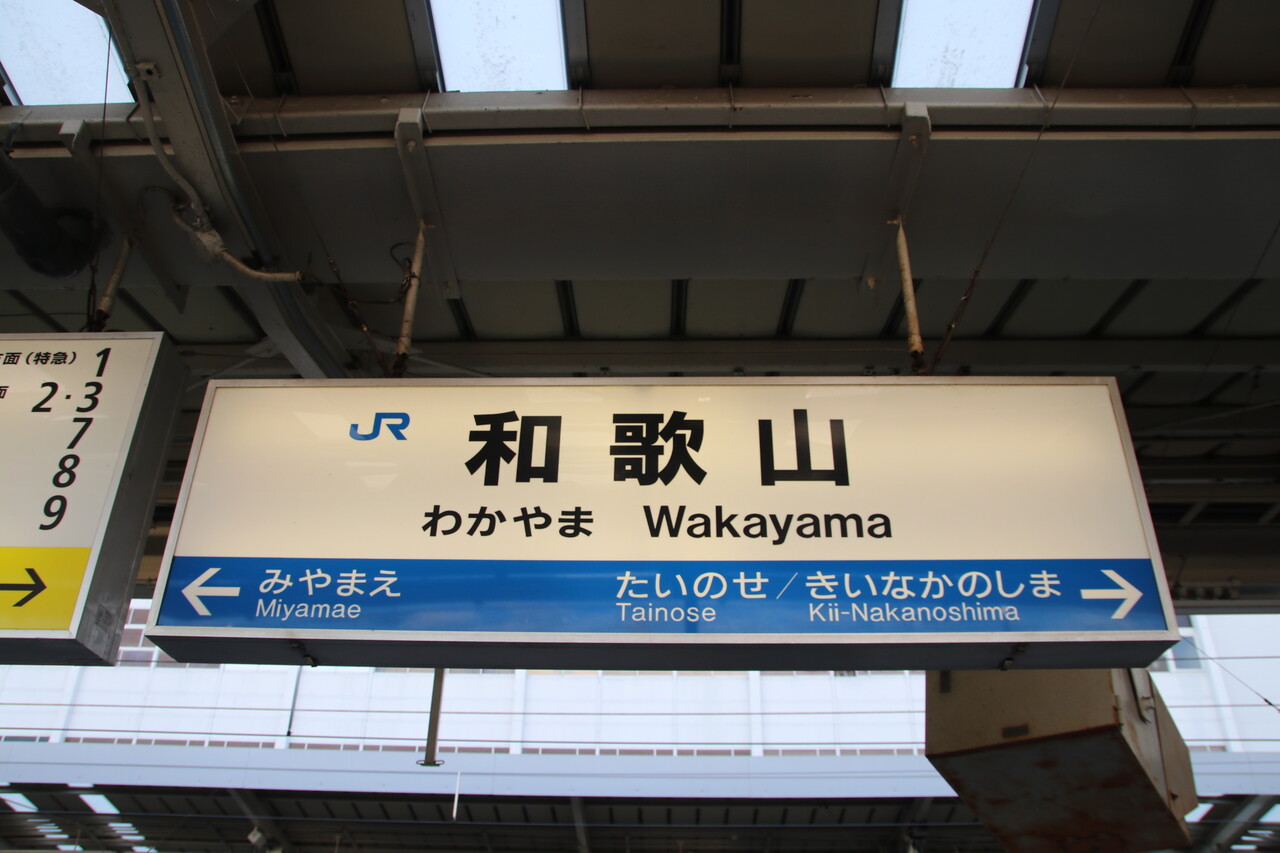 面(特急) 1
面 2・3
7
8
9
→
JR 和歌山
わかやま Wakayama
← みやまえ たいのせ/きいなかのしま →
Miyamae Tainose Kii-Nakanoshima